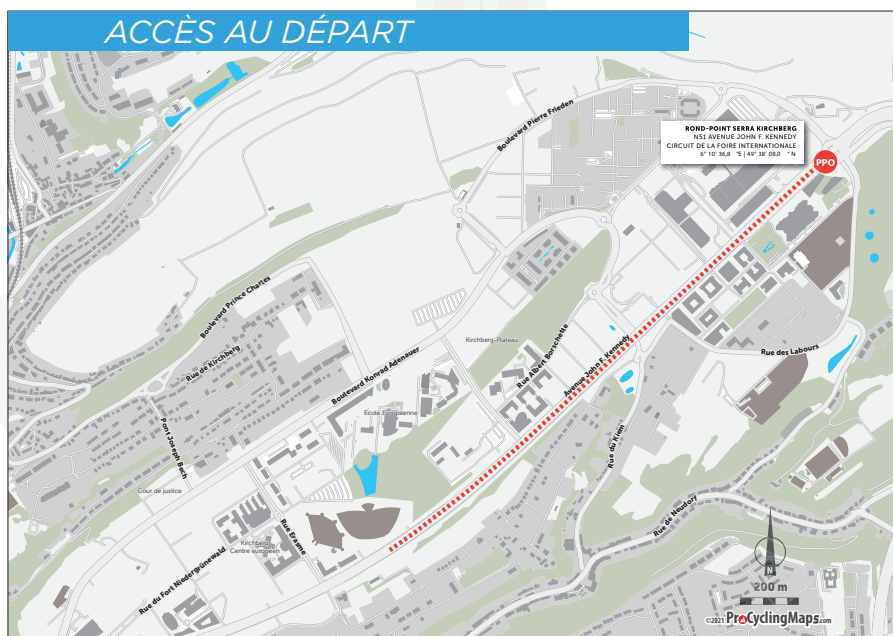 ACCÈS AU DÉPART
Boulevard Pierre Frieden
ROND-POINT SERRA KIRCHBERG
N51 AVENUE JOHN F. KENNEDY
CIRCUIT DE LA FOIRE INTERNATIONALE
6° 10' 36,8 "E | 49° 38' 08,0 " N
PPO
Boulevard Prince Charles
Rue de Kirchberg
Boulevard Konrad Adenauer
Kirchberg-Plateau
Rue Albert Borschette
Avenue John F. Kennedy
Rue des Labours
École Européenne
Pont Joseph Bech
Rue du Kiem
Cour de justice
Rue de Neudorf
Rue Erasme
Kirchberg
Centre européen
Rue du Fort Niedergrünewald
N
200 m
©2021 ProCyclingMaps.com